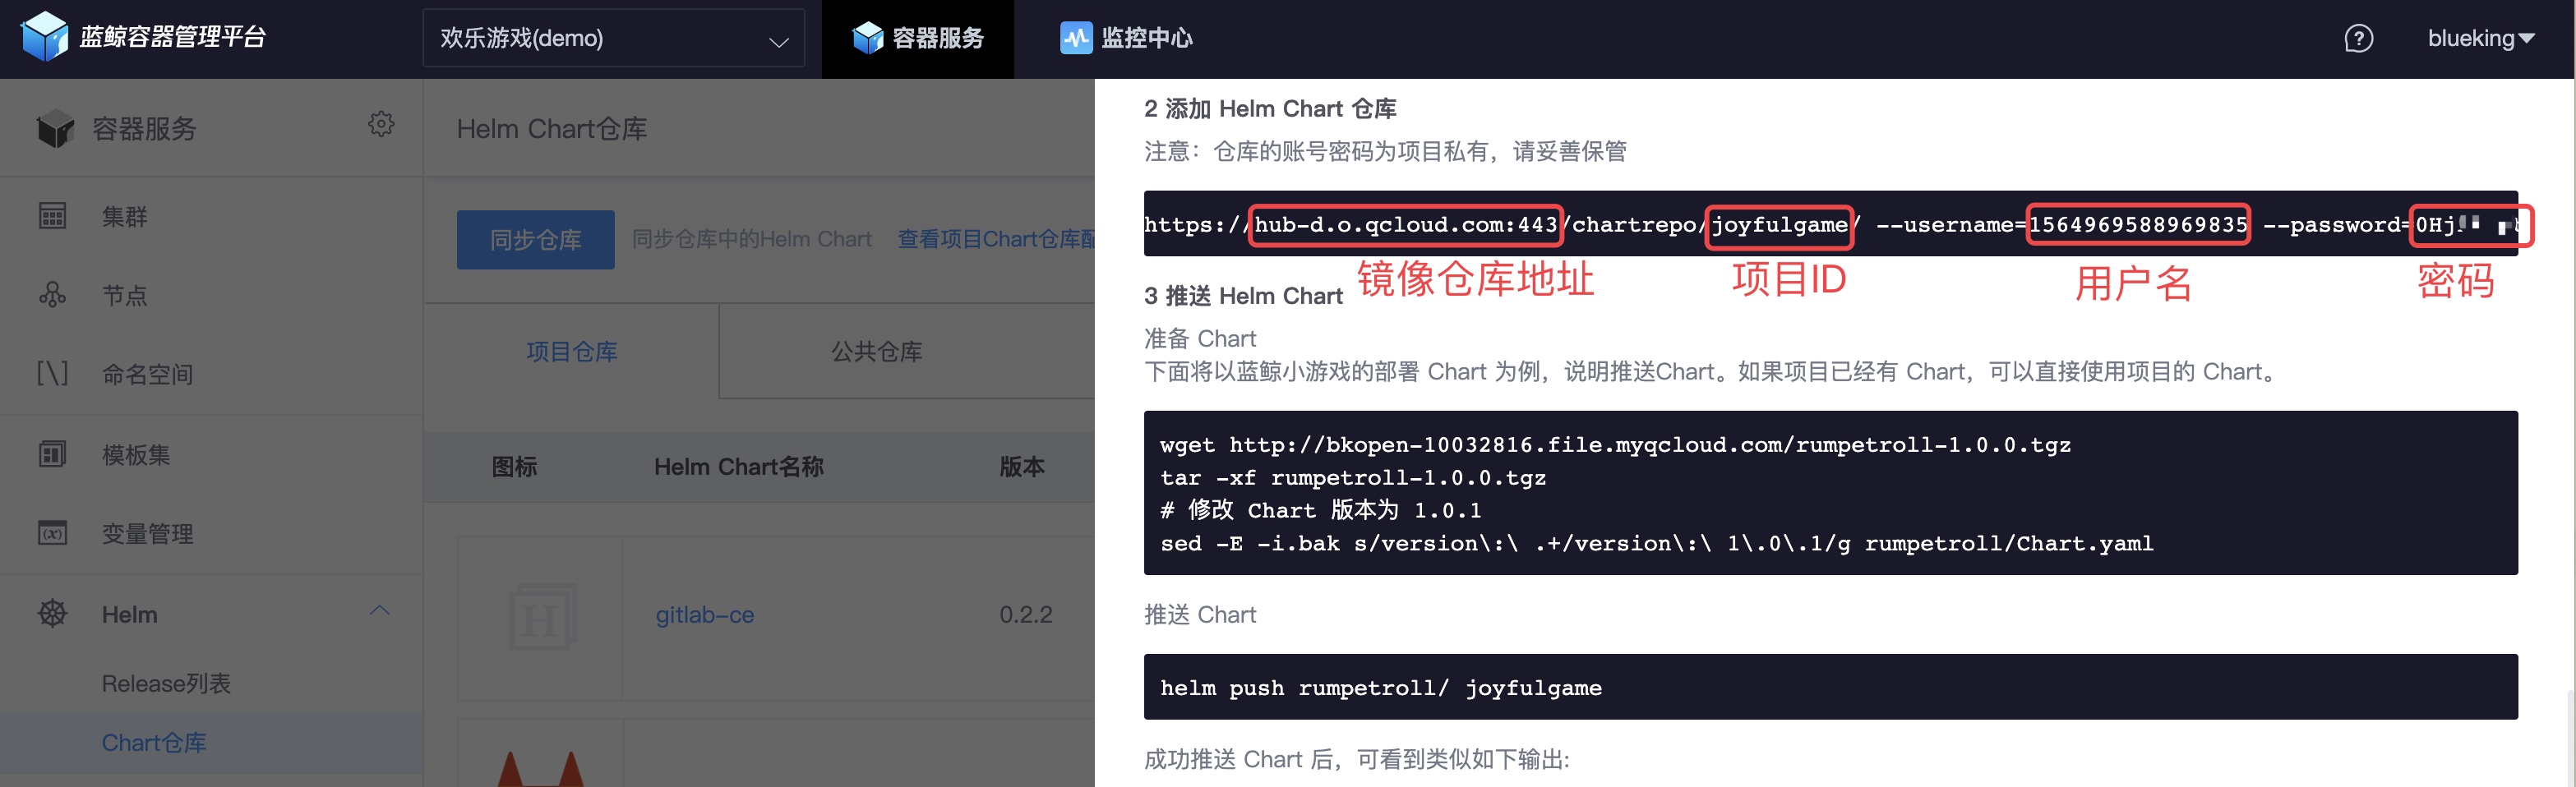 蓝鲸容器管理平台
欢乐游戏(demo)
容器服务
监控中心
blueking
容器服务
集群
节点
命名空间
模板集
变量管理
Helm
Release列表
Chart仓库
Helm Chart仓库
同步仓库
同步仓库中的Helm Chart
查看项目Chart仓库
项目仓库
公共仓库
图标 Helm Chart名称 版本
gitlab-ce 0.2.2
2 添加 Helm Chart 仓库
注意：仓库的账号密码为项目私有，请妥善保管
https://hub-d.o.qcloud.com:443/chartrepo/joyfulgame/ --username=1564969588969835 --password=0Hj
镜像仓库地址 项目ID 用户名 密码
3 推送 Helm Chart
准备 Chart
下面将以蓝鲸小游戏的部署 Chart 为例，说明推送Chart。如果项目已经有 Chart，可以直接使用项目的 Chart。
wget http://bkopen-10032816.file.myqcloud.com/rumpetroll-1.0.0.tgz
tar -xf rumpetroll-1.0.0.tgz
# 修改 Chart 版本为 1.0.1
sed -E -i.bak s/version\:\ .+/version\:\ 1\.0\.1/g rumpetroll/Chart.yaml
推送 Chart
helm push rumpetroll/ joyfulgame
成功推送 Chart 后，可看到类似如下输出: